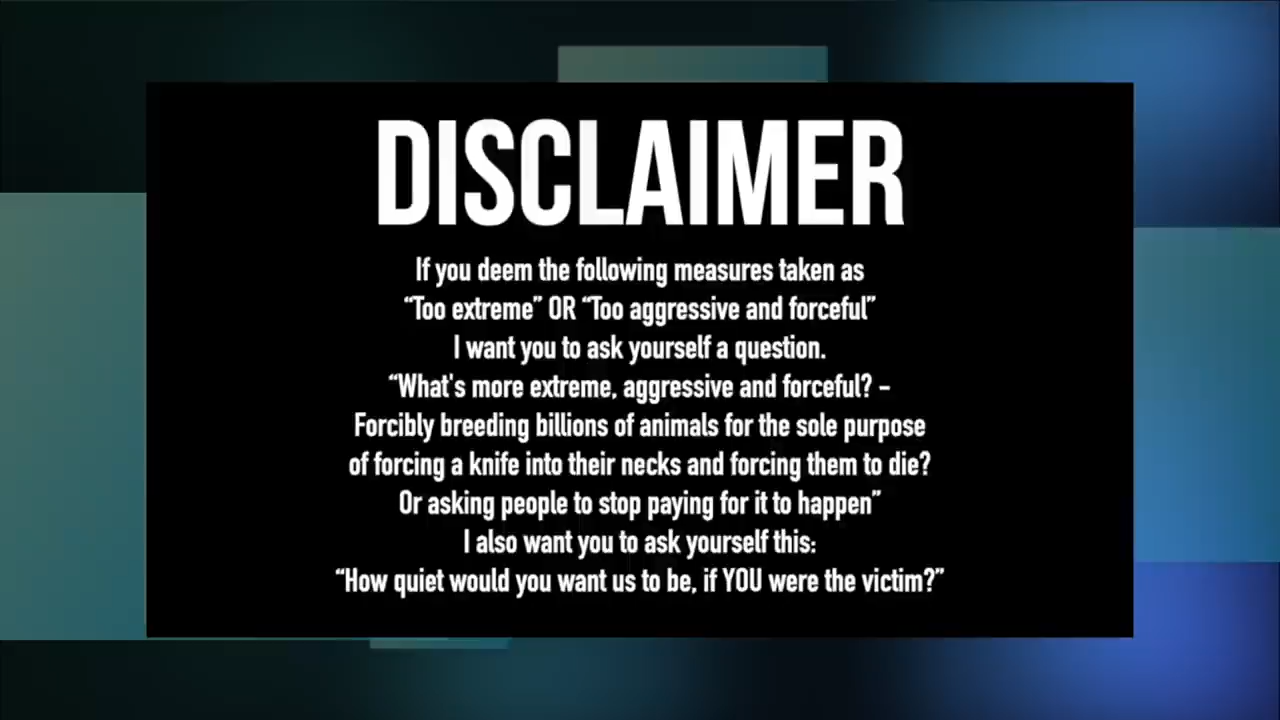 DISCLAIMER
If you deem the following measures taken as
“Too extreme” OR “Too aggressive and forceful”
I want you to ask yourself a question.
“What's more extreme, aggressive and forceful? -
Forcibly breeding billions of animals for the sole purpose
of forcing a knife into their necks and forcing them to die?
Or asking people to stop paying for it to happen”
I also want you to ask yourself this:
“How quiet would you want us to be, if YOU were the victim?”